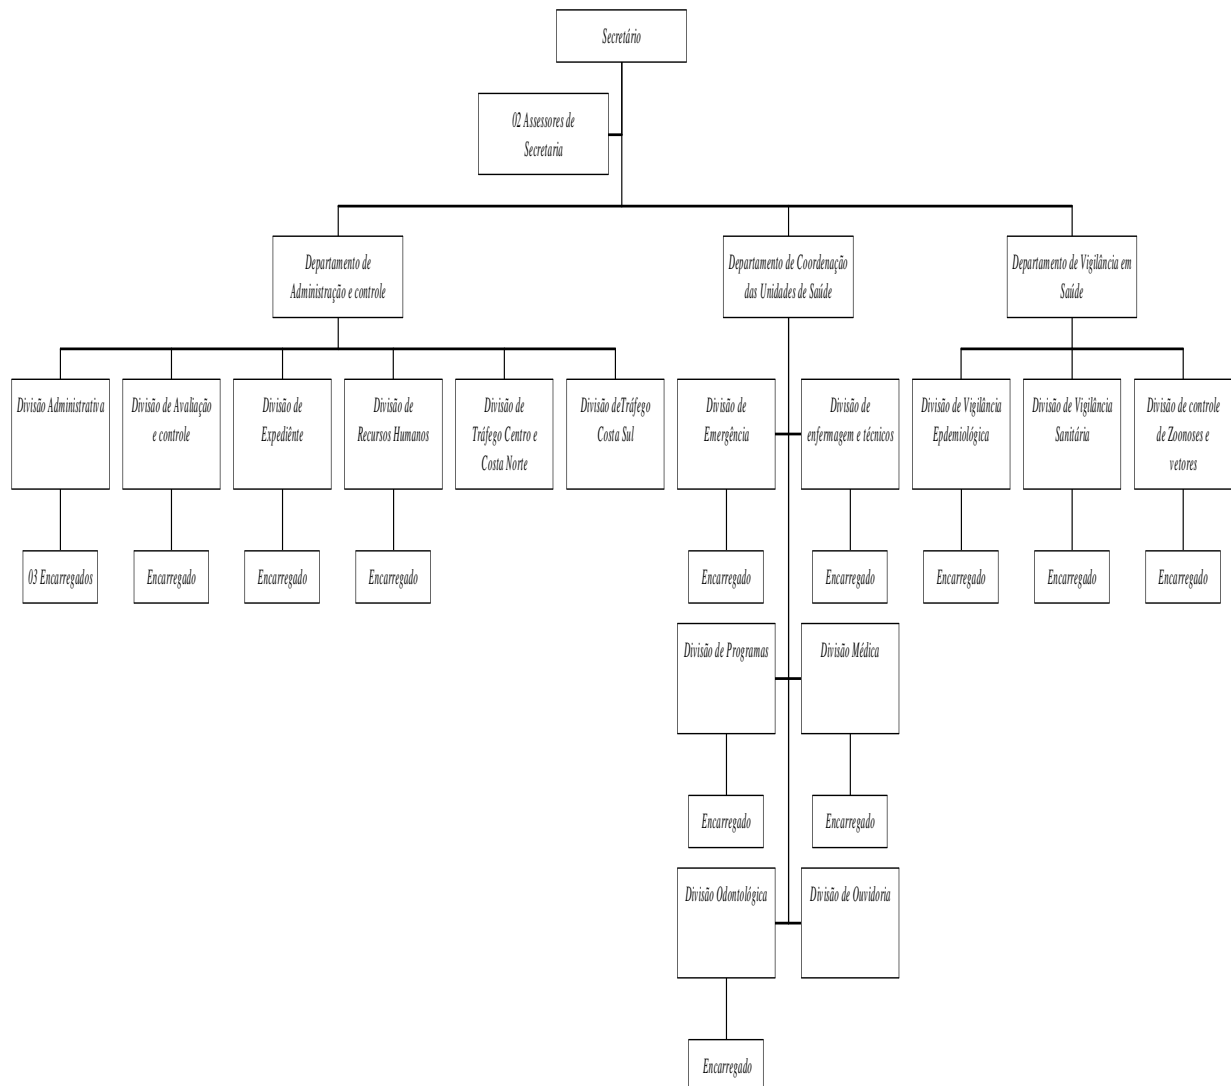 Secretário
02 Assessores de
Secretaria
Departamento de
Administração e controle
Departamento de Coordenação
das Unidades de Saúde
Departamento de Vigilância em
Saúde
Divisão Administrativa
Divisão de Avaliação
e controle
Divisão de
Expediênte
Divisão de
Recursos Humanos
Divisão de
Tráfego Centro e
Costa Norte
Divisão deTráfego
Costa Sul
Divisão de
Emergência
Divisão de
enfermagem e técnicos
Divisão de Vigilância
Epdemiológica
Divisão de Vigilância
Sanitária
Divisão de controle
de Zoonoses e
vetores
03 Encarregados
Encarregado
Encarregado
Encarregado
Encarregado
Encarregado
Encarregado
Encarregado
Encarregado
Divisão de Programas
Divisão Médica
Encarregado
Encarregado
Divisão Odontológica
Divisão de Ouvidoria
Encarregado